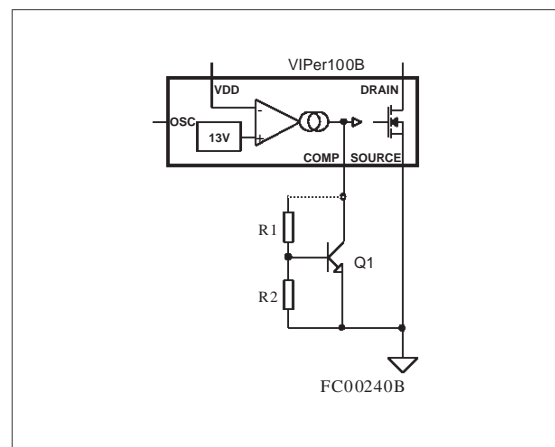 VIPer100B
VDD
DRAIN
OSC
13V
-
+
COMP SOURCE
R1
Q1
R2
FC00240B